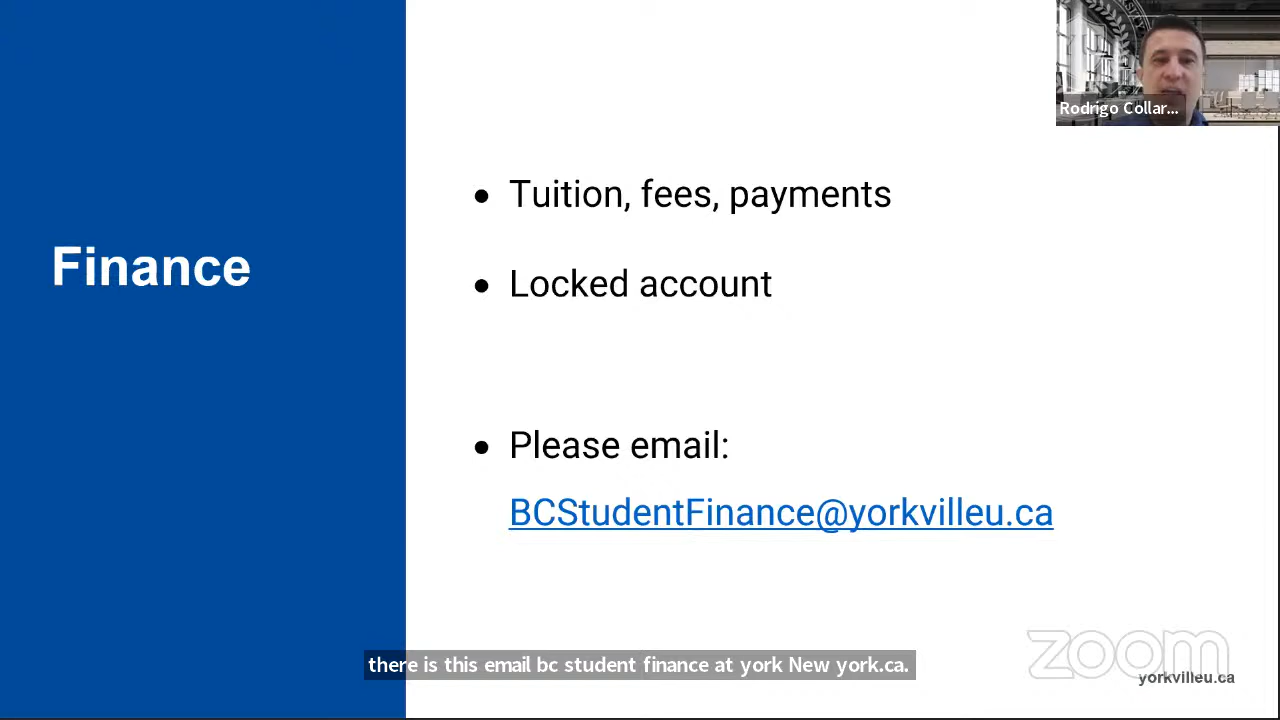 Rodrigo Collar...
Finance
• Tuition, fees, payments
• Locked account
• Please email:
BCStudentFinance@yorkvilleu.ca
there is this email bc student finance at york New york.ca.
zoom
yorkvilleu.ca